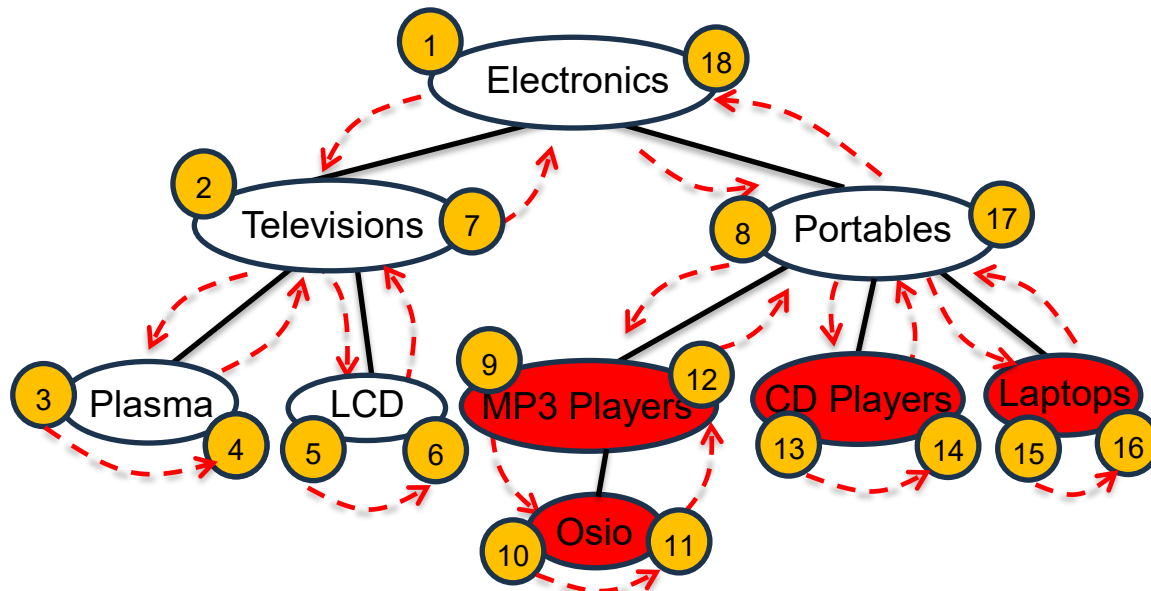 1
18
Electronics
2
Televisions
7
8
Portables
17
3
Plasma
4
LCD
5
6
9
MP3 Players
12
CD Players
13
14
Laptops
15
16
10
Osio
11